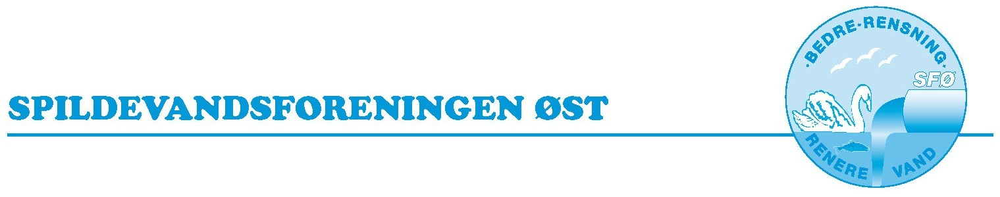 SPILDEVANDSFORENINGEN ØST
·BEDRE·RENSNING·
SFØ
RENERE VAND